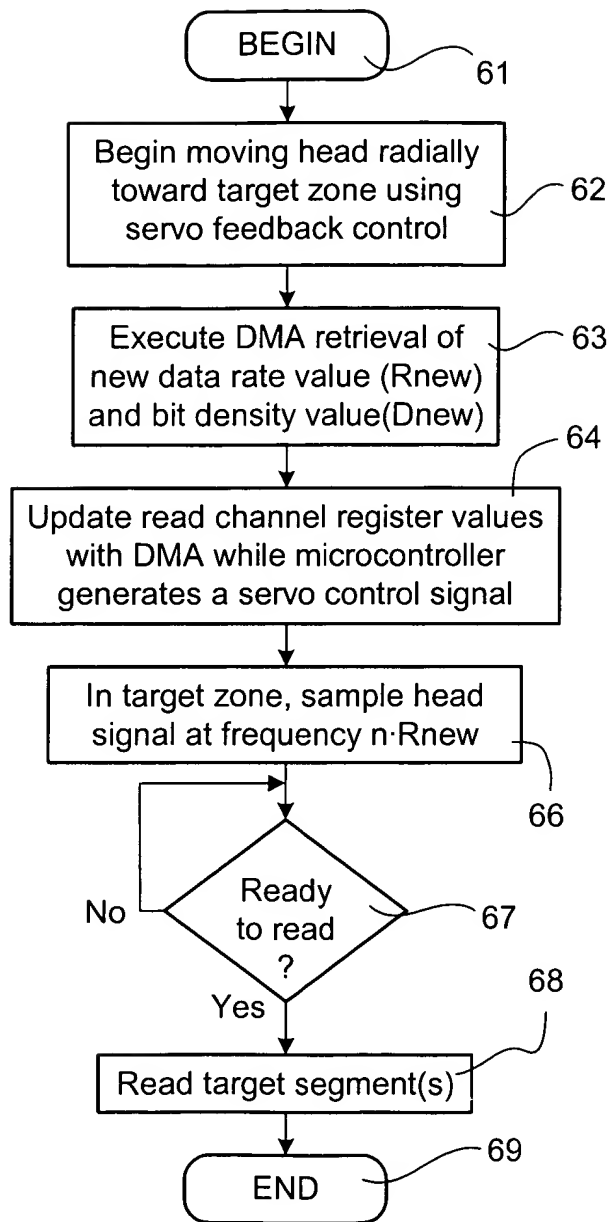 BEGIN
61
Begin moving head radially
toward target zone using
servo feedback control
62
Execute DMA retrieval of
new data rate value (Rnew)
and bit density value(Dnew)
63
64
Update read channel register values
with DMA while microcontroller
generates a servo control signal
In target zone, sample head
signal at frequency n·Rnew
66
Ready
to read
?
67
No
Yes
68
Read target segment(s)
69
END